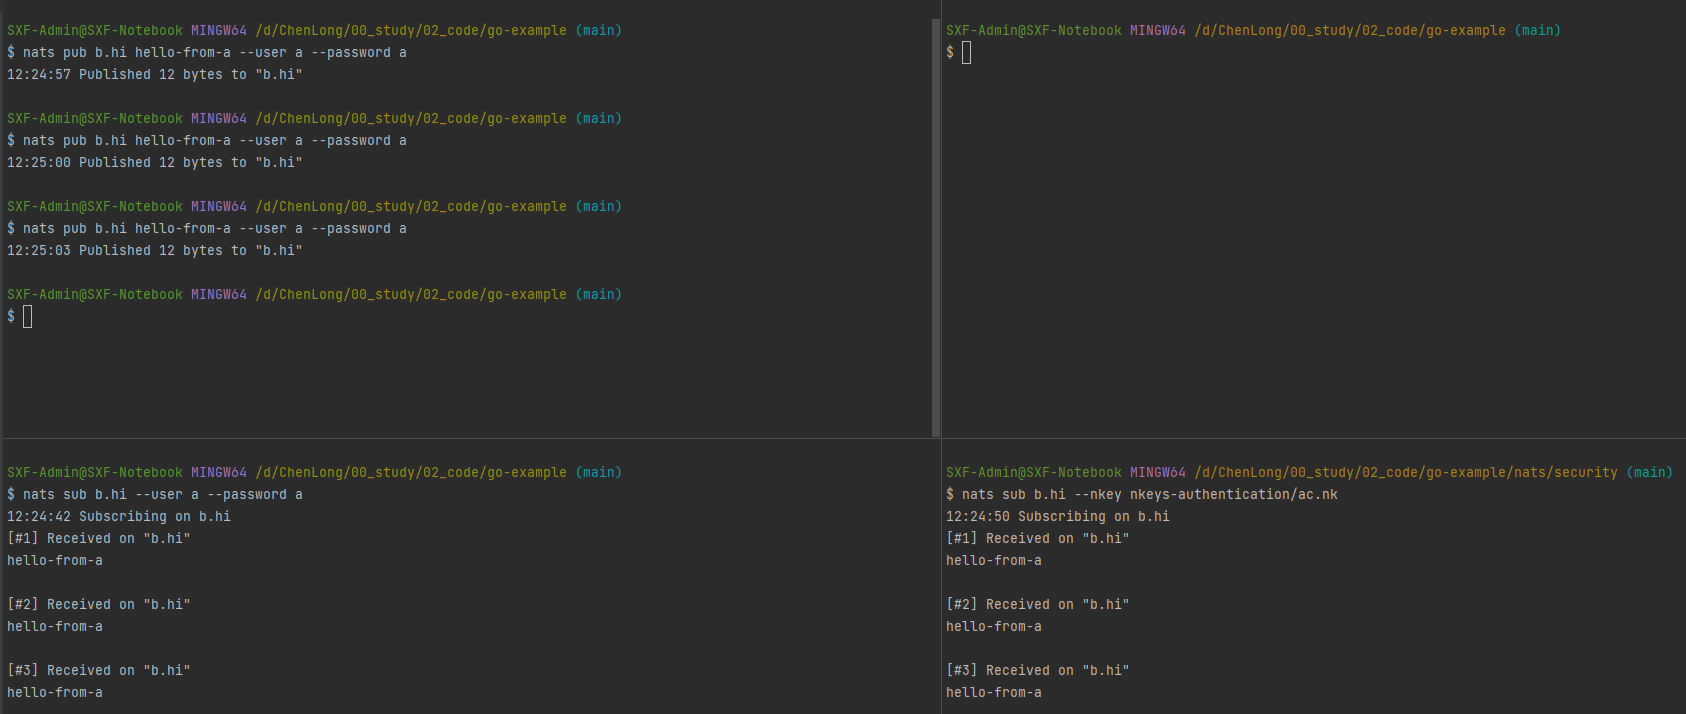 SXF-Admin@SXF-Notebook MINGW64 /d/ChenLong/00_study/02_code/go-example (main)
$ nats pub b.hi hello-from-a --user a --password a
12:24:57 Published 12 bytes to "b.hi"
SXF-Admin@SXF-Notebook MINGW64 /d/ChenLong/00_study/02_code/go-example (main)
$ nats pub b.hi hello-from-a --user a --password a
12:25:00 Published 12 bytes to "b.hi"
SXF-Admin@SXF-Notebook MINGW64 /d/ChenLong/00_study/02_code/go-example (main)
$ nats pub b.hi hello-from-a --user a --password a
12:25:03 Published 12 bytes to "b.hi"
SXF-Admin@SXF-Notebook MINGW64 /d/ChenLong/00_study/02_code/go-example (main)
$
SXF-Admin@SXF-Notebook MINGW64 /d/ChenLong/00_study/02_code/go-example (main)
$
SXF-Admin@SXF-Notebook MINGW64 /d/ChenLong/00_study/02_code/go-example (main)
$ nats sub b.hi --user a --password a
12:24:42 Subscribing on b.hi
[#1] Received on "b.hi"
hello-from-a
[#2] Received on "b.hi"
hello-from-a
[#3] Received on "b.hi"
hello-from-a
SXF-Admin@SXF-Notebook MINGW64 /d/ChenLong/00_study/02_code/go-example/nats/security (main)
$ nats sub b.hi --nkey nkeys-authentication/ac.nk
12:24:50 Subscribing on b.hi
[#1] Received on "b.hi"
hello-from-a
[#2] Received on "b.hi"
hello-from-a
[#3] Received on "b.hi"
hello-from-a